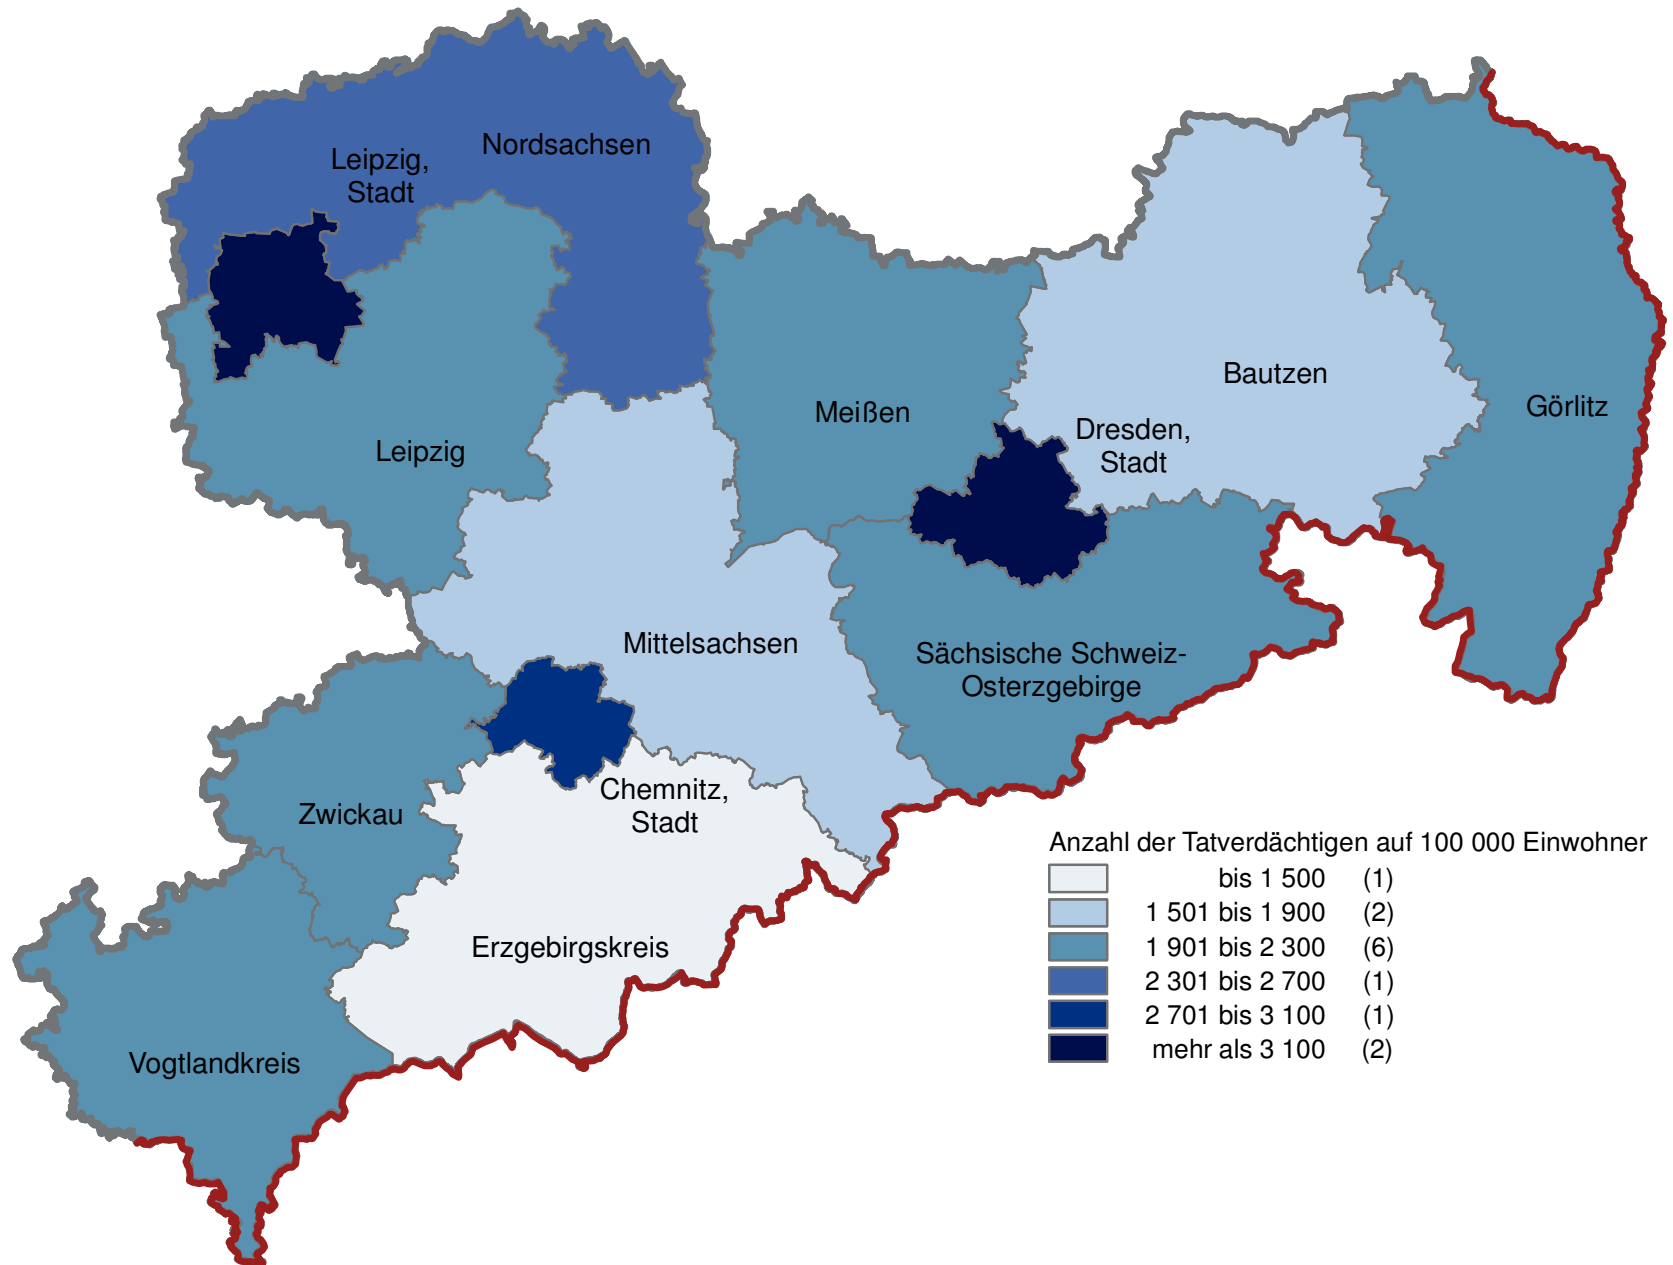 Nordsachsen
Leipzig,
Stadt
Bautzen
Görlitz
Meißen
Dresden,
Stadt
Leipzig
Mittelsachsen
Sächsische Schweiz-
Osterzgebirge
Chemnitz,
Stadt
Zwickau
Erzgebirgskreis
Vogtlandkreis
Anzahl der Tatverdächtigen auf 100 000 Einwohner
bis 1 500 (1)
1 501 bis 1 900 (2)
1 901 bis 2 300 (6)
2 301 bis 2 700 (1)
2 701 bis 3 100 (1)
mehr als 3 100 (2)